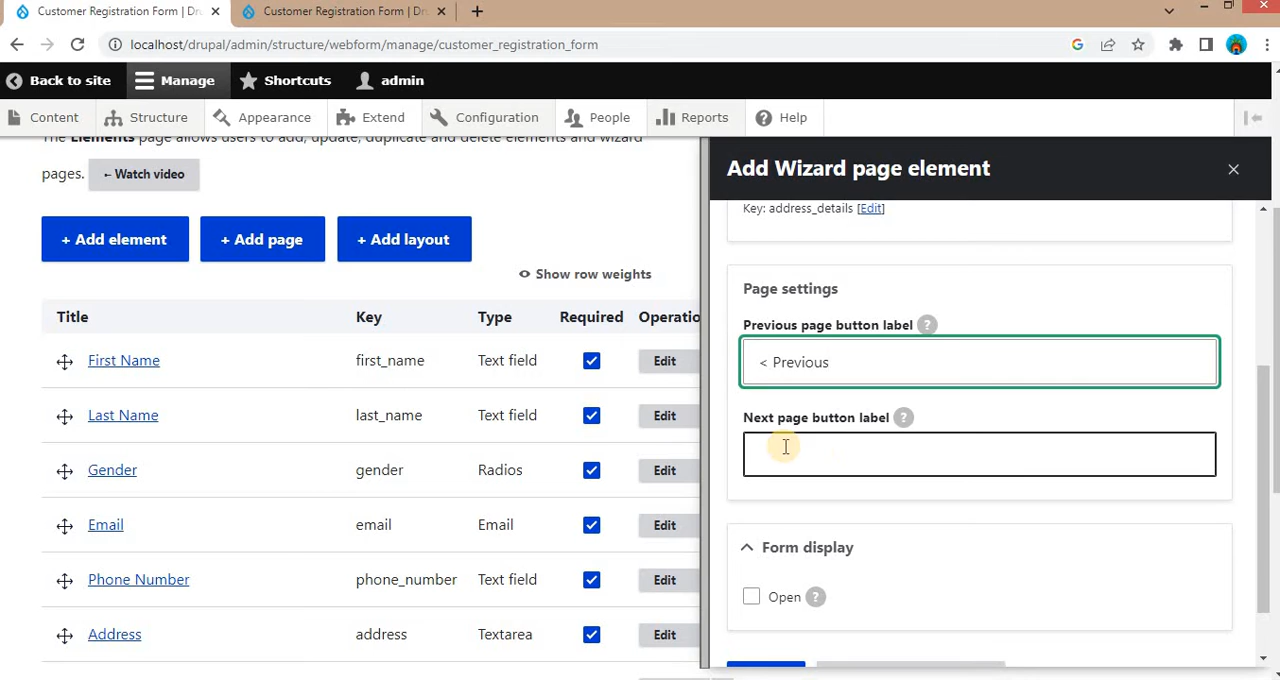 Customer Registration Form | Dr
Customer Registration Form | Dr
localhost/drupal/admin/structure/webform/manage/customer_registration_form
Back to site
Manage
Shortcuts
admin
Content
Structure
Appearance
Extend
Configuration
People
Reports
Help
The Elements page allows users to add, update, duplicate and delete elements and wizard
pages.
Watch video
+ Add element
+ Add page
+ Add layout
Show row weights
Title Key Type Required Operatio
First Name first_name Text field Edit
Last Name last_name Text field Edit
Gender gender Radios Edit
Email email Email Edit
Phone Number phone_number Text field Edit
Address address Textarea Edit
Add Wizard page element
Key: address_details [Edit]
Page settings
Previous page button label ?
< Previous
Next page button label ?
Form display
Open ?